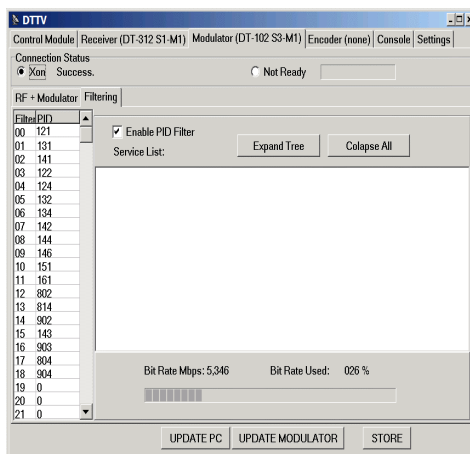 DTTV
Control Module Receiver (DT-312 S1-M1) Modulator (DT-102 S3-M1) Encoder (none) Console Settings
Connection Status
Xon Success. Not Ready
RF + Modulator Filtering
Filter PID
00 121
01 131
02 141
03 122
04 124
05 132
06 134
07 142
08 144
09 146
10 151
11 161
12 802
13 814
14 902
15 143
16 903
17 804
18 904
19 0
20 0
21 0
Enable PID Filter
Service List: Expand Tree Colapse All
Bit Rate Mbps: 5,346 Bit Rate Used: 026 %
UPDATE PC UPDATE MODULATOR STORE